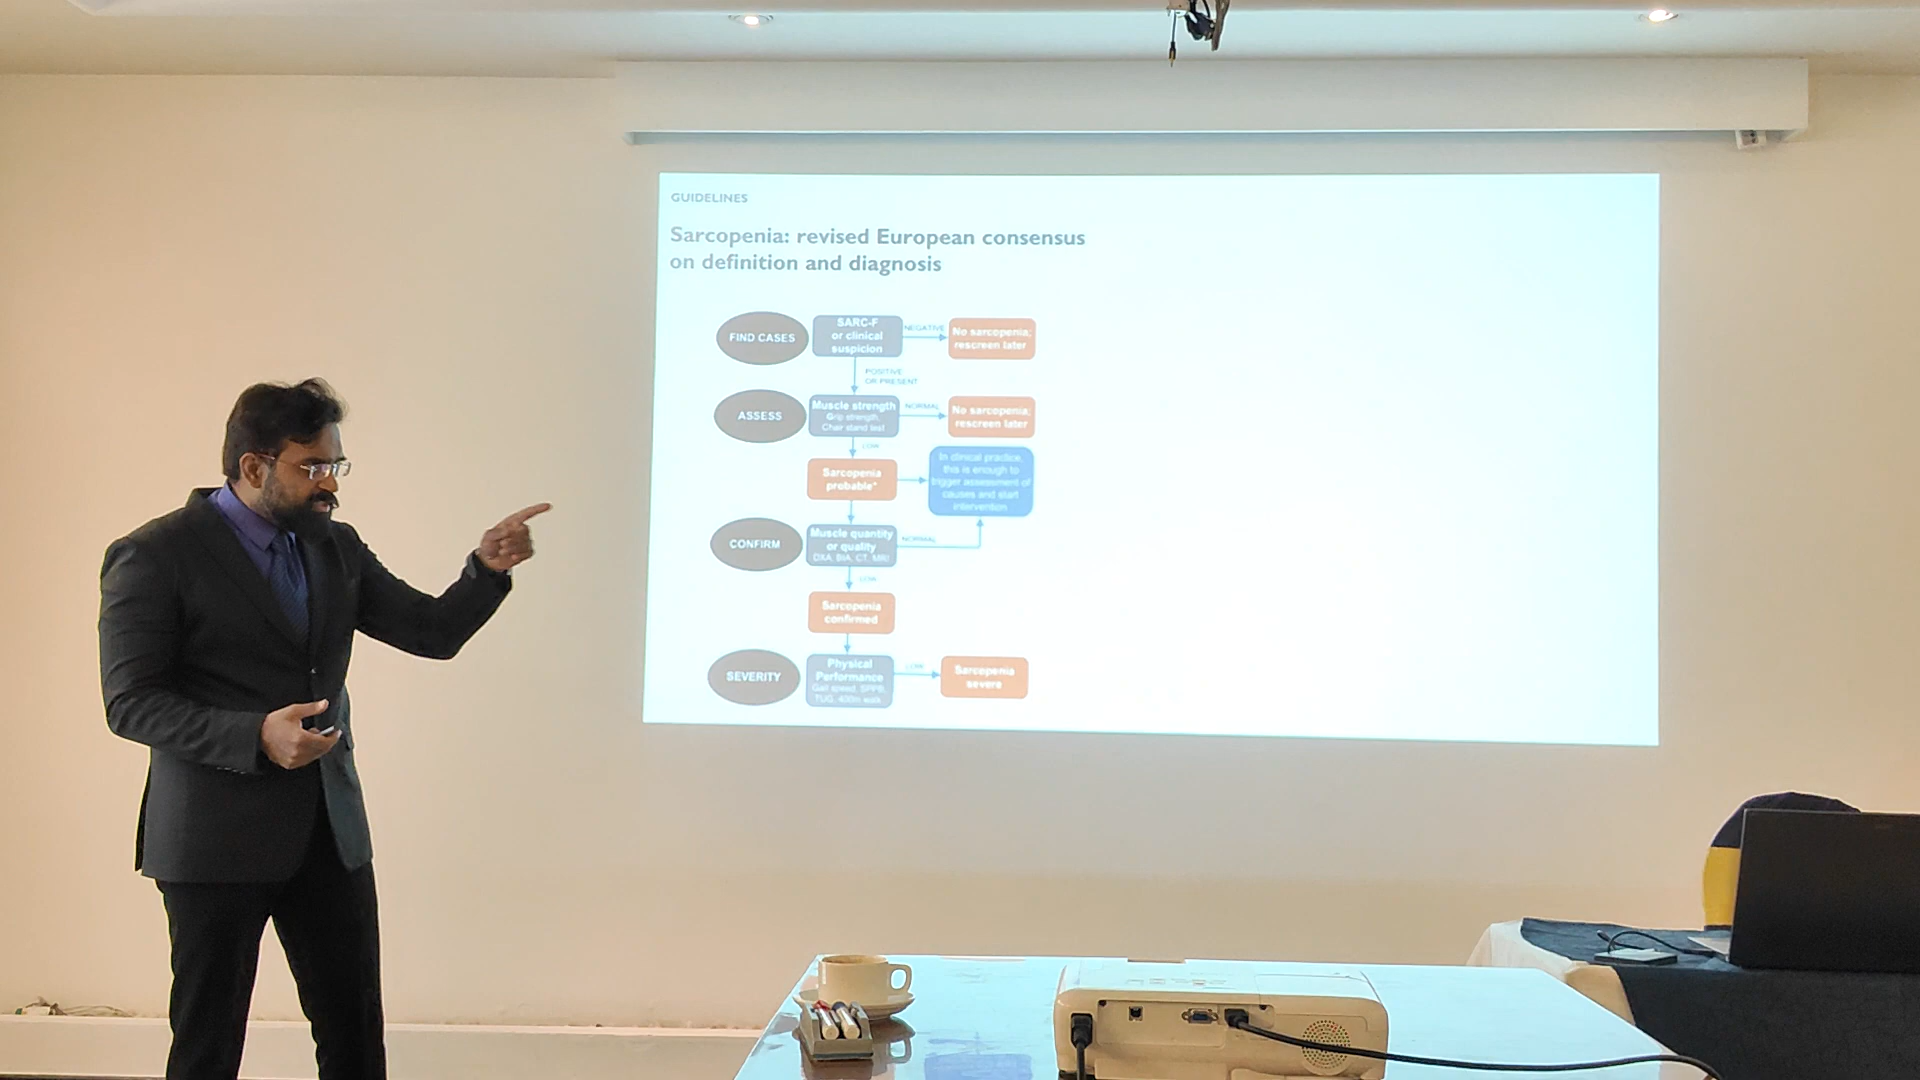 GUIDELINES
Sarcopenia: revised European consensus
on definition and diagnosis
FIND CASES
SARC-F
or clinical
suspicion
NEGATIVE
No sarcopenia;
rescreen later
POSITIVE
OR PRESENT
ASSESS
Muscle strength
Grip strength,
Chair stand test
NORMAL
No sarcopenia;
rescreen later
LOW
Sarcopenia
probable*
In clinical practice,
this is enough to
trigger assessment of
causes and start
intervention
CONFIRM
Muscle quantity
or quality
DXA, BIA, CT, MRI
NORMAL
LOW
Sarcopenia
confirmed
SEVERITY
Physical
Performance
Gait speed, SPPB,
TUG, 400m walk
LOW
Sarcopenia
severe